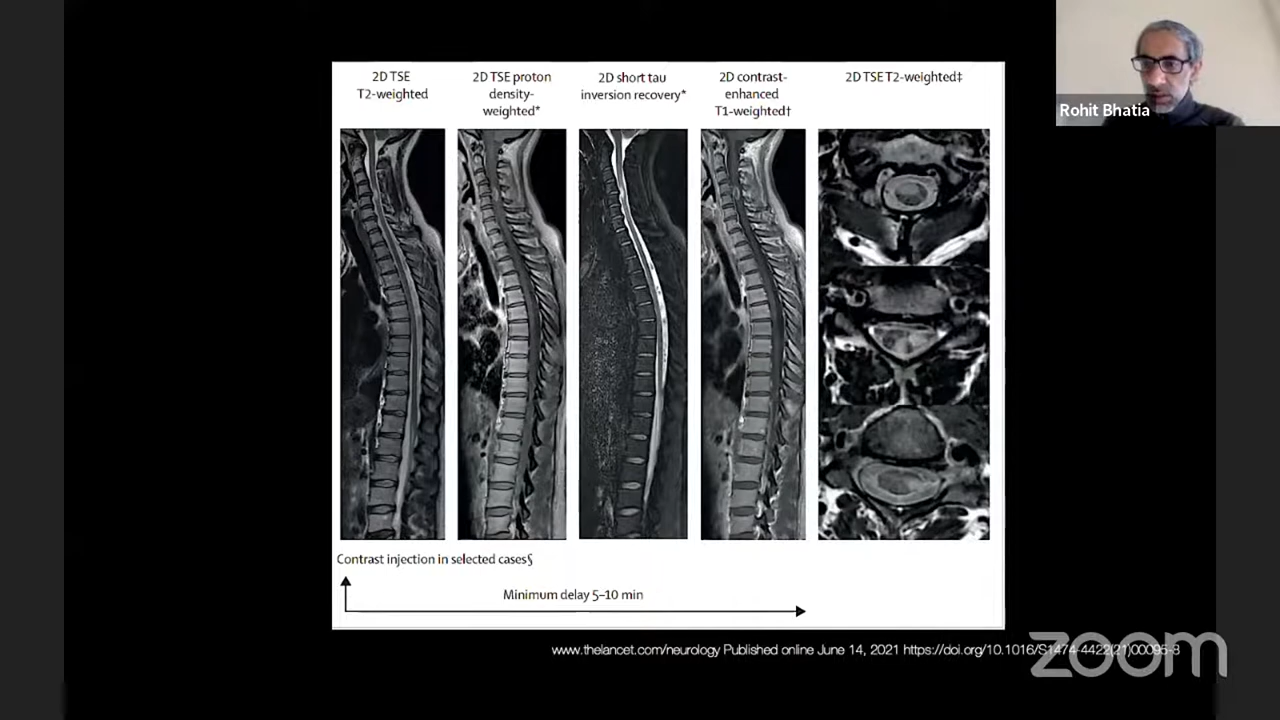 2D TSE
T2-weighted
2D TSE proton
density-
weighted*
2D short tau
inversion recovery*
2D contrast-
enhanced
T1-weighted†
2D TSE T2-weighted‡
Rohit Bhatia
Contrast injection in selected cases§
Minimum delay 5–10 min
www.thelancet.com/neurology Published online June 14, 2021 https://doi.org/10.1016/S1474-4422(21)00095-8
zoom